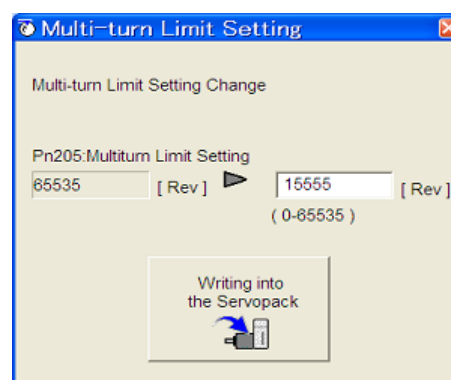 Multi-turn Limit Setting
Multi-turn Limit Setting Change
Pn205:Multiturn Limit Setting
65535 [ Rev ] 15555 [ Rev ]
( 0-65535 )
Writing into
the Servopack